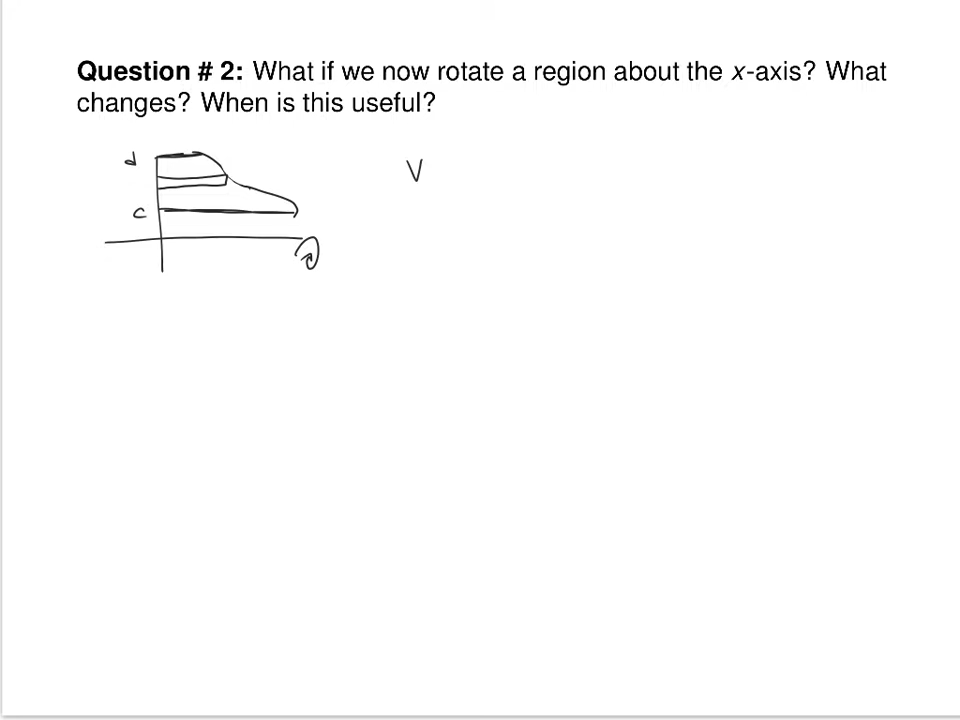 Question # 2: What if we now rotate a region about the x-axis? What
changes? When is this useful?
d
V
c